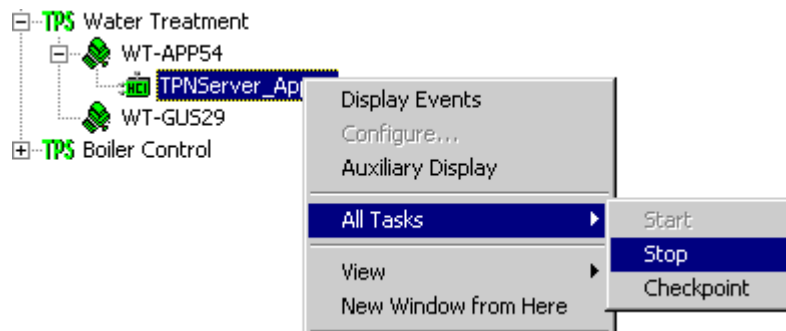 TPS Water Treatment
WT-APP54
HCI TPNServer_Ap
WT-GUS29
TPS Boiler Control
Display Events
Configure...
Auxiliary Display
All Tasks
Start
Stop
Checkpoint
View
New Window from Here